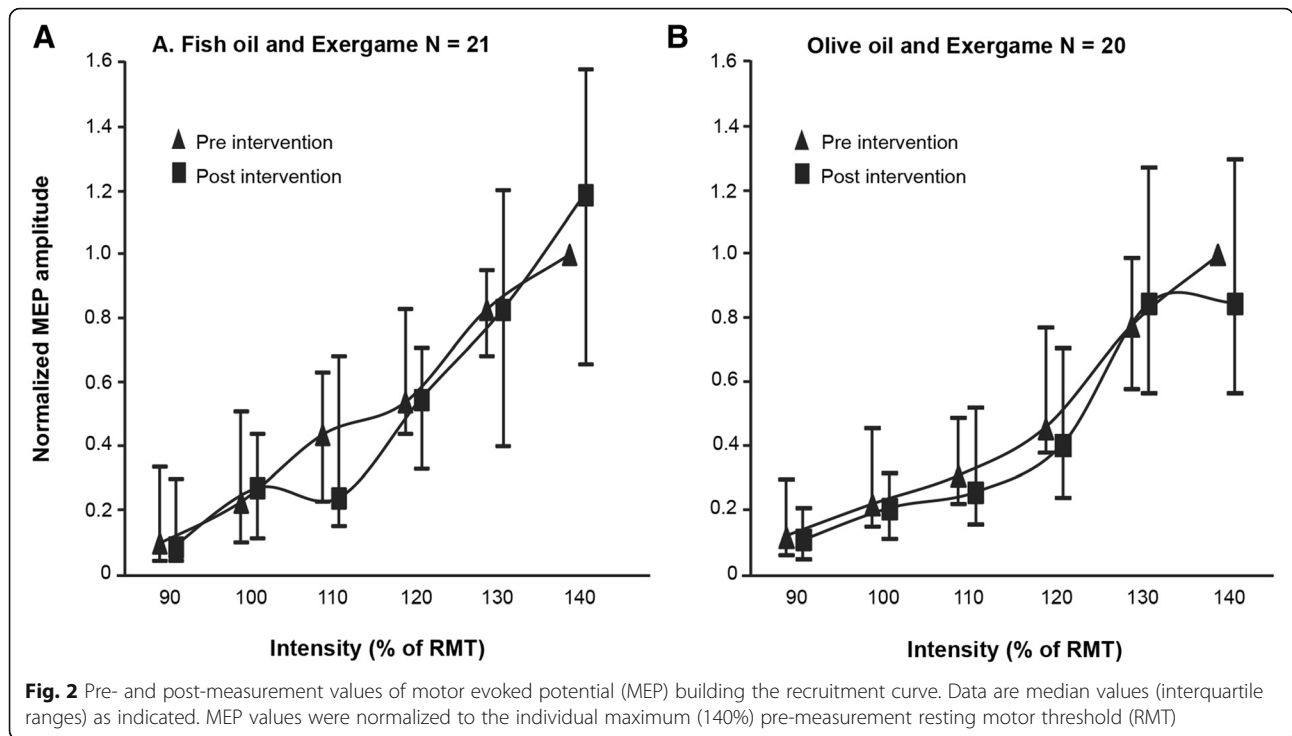 A
A. Fish oil and Exergame N = 21
1.6
1.4
1.2
1.0
0.8
0.6
0.4
0.2
0
Normalized MEP amplitude
Pre intervention
Post intervention
90 100 110 120 130 140
Intensity (% of RMT)
B
Olive oil and Exergame N = 20
1.6
1.4
1.2
1.0
0.8
0.6
0.4
0.2
0
Pre intervention
Post intervention
90 100 110 120 130 140
Intensity (% of RMT)
Fig. 2 Pre- and post-measurement values of motor evoked potential (MEP) building the recruitment curve. Data are median values (interquartile
ranges) as indicated. MEP values were normalized to the individual maximum (140%) pre-measurement resting motor threshold (RMT)